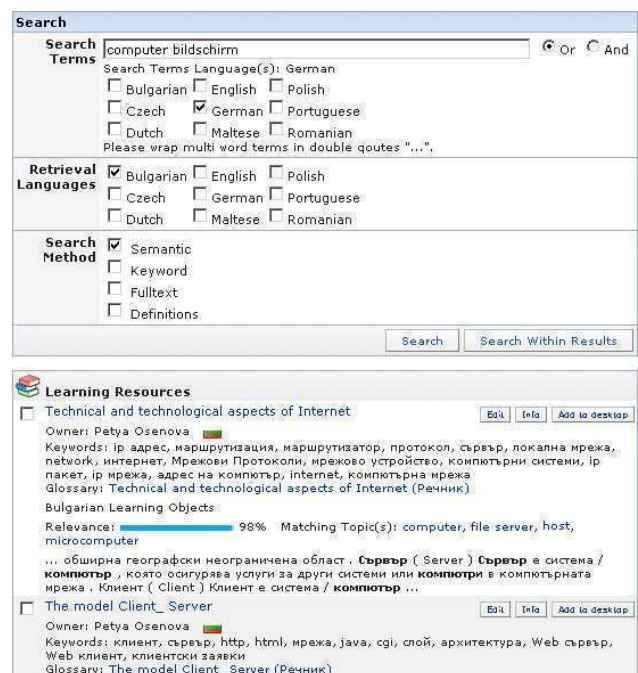 Search
Search Terms
computer bildschirm
Or And
Search Terms Language(s): German
Bulgarian English Polish
Czech German Portuguese
Dutch Maltese Romanian
Please wrap multi word terms in double qoutes "...".
Retrieval Languages
Bulgarian English Polish
Czech German Portuguese
Dutch Maltese Romanian
Search Method
Semantic
Keyword
Fulltext
Definitions
Search Search Within Results
Learning Resources
Technical and technological aspects of Internet Edit Info Add to desktop
Owner: Petya Osenova
Keywords: ip адрес, маршрутизация, маршрутизатор, протокол, сървър, локална мрежа,
network, интернет, Мрежови Протоколи, мрежово устройство, компютърни системи, ip
пакет, ip мрежа, адрес на компютър, internet, компютърна мрежа
Glossary: Technical and technological aspects of Internet (Речник)
Bulgarian Learning Objects
Relevance: 98% Matching Topic(s): computer, file server, host,
microcomputer
... обширна географски неограничена област . Сървър ( Server ) Сървър е система /
компютър , която осигурява услуги за други системи или компютри в компютърната
мрежа . Клиент ( Client ) Клиент е система / компютър ...
The model Client_ Server Edit Info Add to desktop
Owner: Petya Osenova
Keywords: клиент, сървър, http, html, мрежа, java, cgi, слой, архитектура, Web сървър,
Web клиент, клиентски заявки
Glossary: The model Client_ Server (Речник)